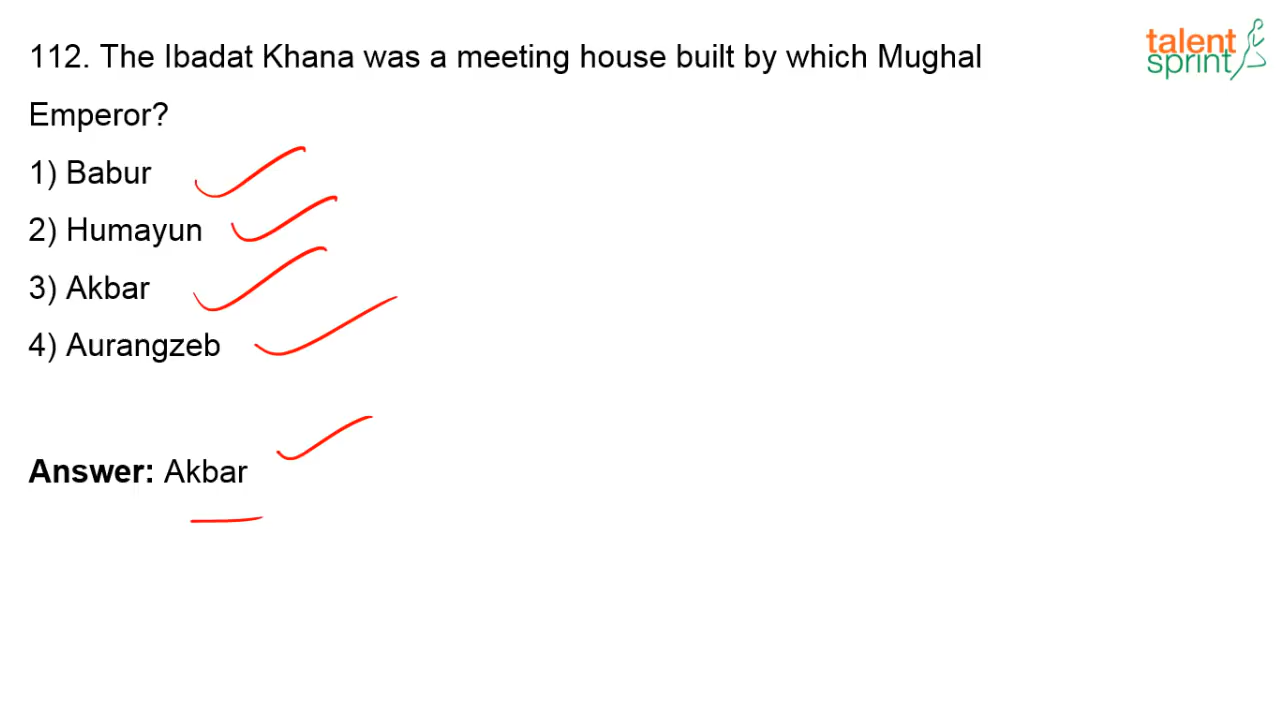 112. The Ibadat Khana was a meeting house built by which Mughal
Emperor?
1) Babur
2) Humayun
3) Akbar
4) Aurangzeb
Answer: Akbar
talent
sprint